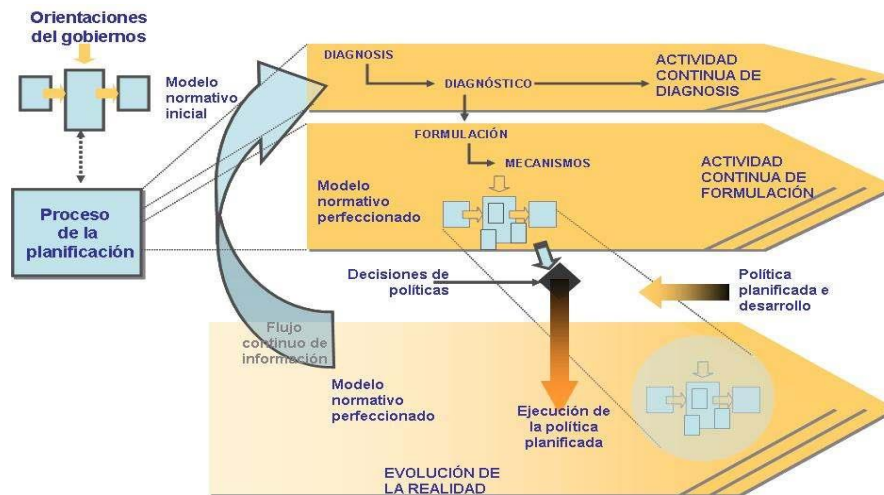 Orientaciones
del gobiernos
Modelo
normativo
inicial
Proceso
de la
planificación
DIAGNOSIS
DIAGNÓSTICO
ACTIVIDAD
CONTINUA DE
DIAGNOSIS
FORMULACIÓN
MECANISMOS
ACTIVIDAD
CONTINUA DE
FORMULACIÓN
Modelo
normativo
perfeccionado
Decisiones de
políticas
Política
planificada e
desarrollo
Flujo
continuo de
información
Modelo
normativo
perfeccionado
Ejecución de
la política
planificada
EVOLUCIÓN DE
LA REALIDAD